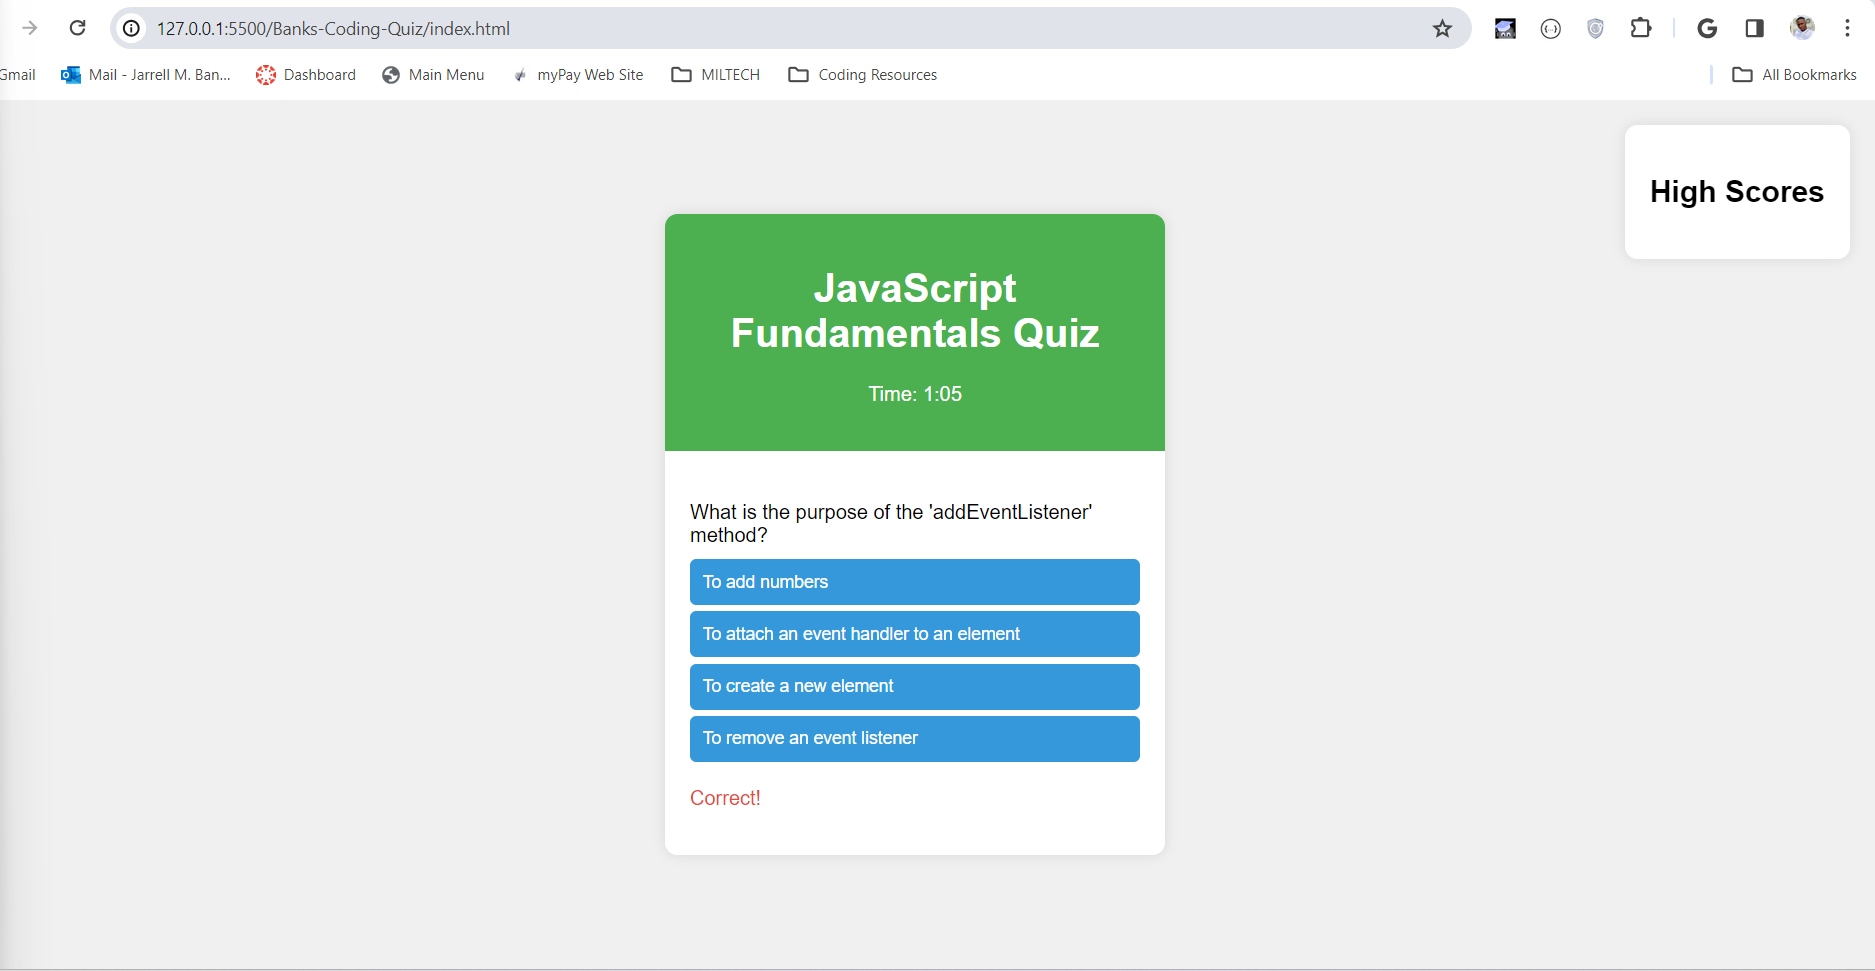 127.0.0.1:5500/Banks-Coding-Quiz/index.html
Gmail Mail - Jarrell M. Ban... Dashboard Main Menu myPay Web Site MILTECH Coding Resources All Bookmarks
High Scores
JavaScript
Fundamentals Quiz
Time: 1:05
What is the purpose of the 'addEventListener'
method?
To add numbers
To attach an event handler to an element
To create a new element
To remove an event listener
Correct!